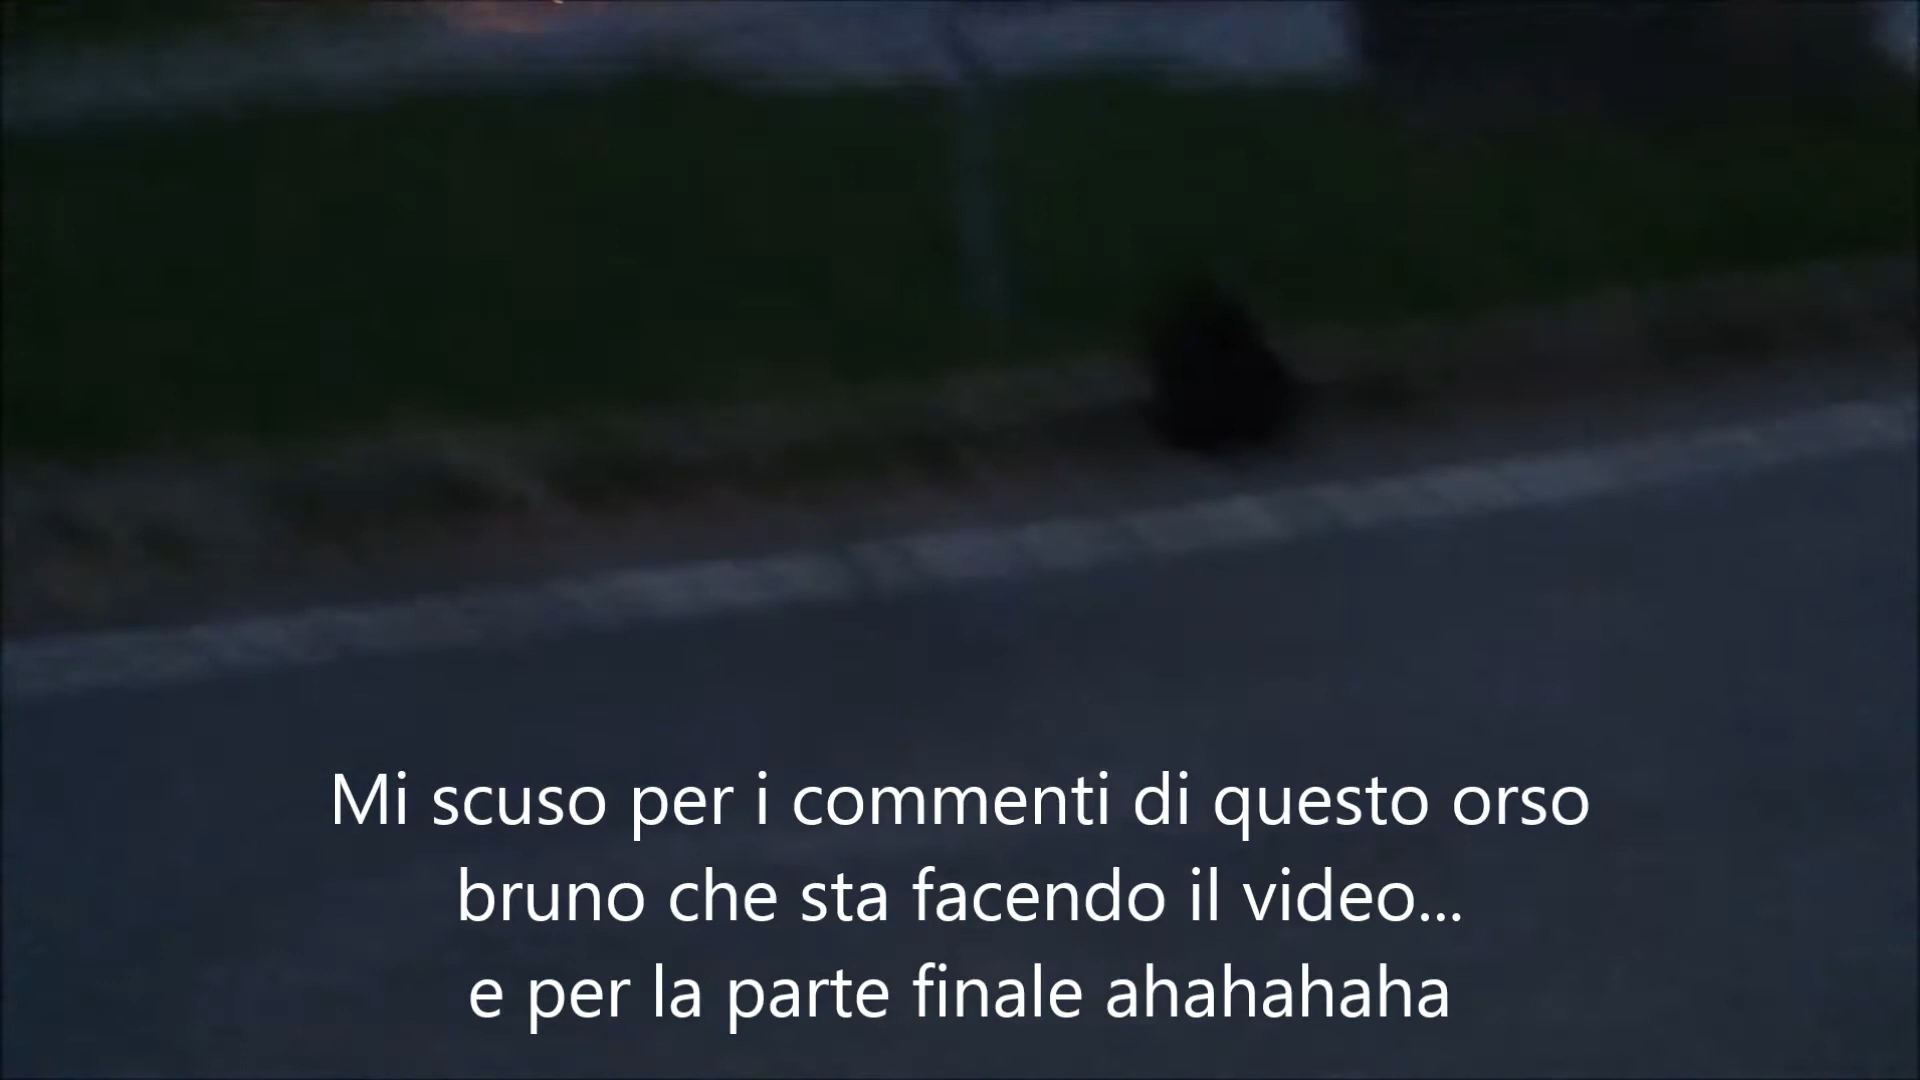 Mi scuso per i commenti di questo orso
bruno che sta facendo il video...
e per la parte finale ahahahaha